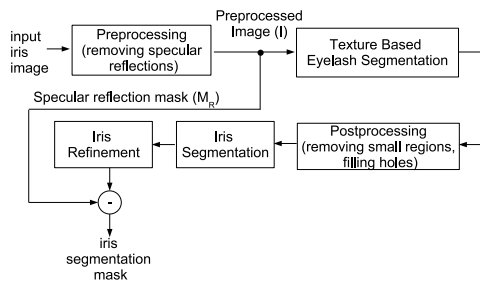 input
iris
image
Preprocessing
(removing specular
reflections)
Preprocessed
Image (I)
Texture Based
Eyelash Segmentation
Specular reflection mask (M_R)
Iris
Refinement
Iris
Segmentation
Postprocessing
(removing small regions,
filling holes)
-
iris
segmentation
mask